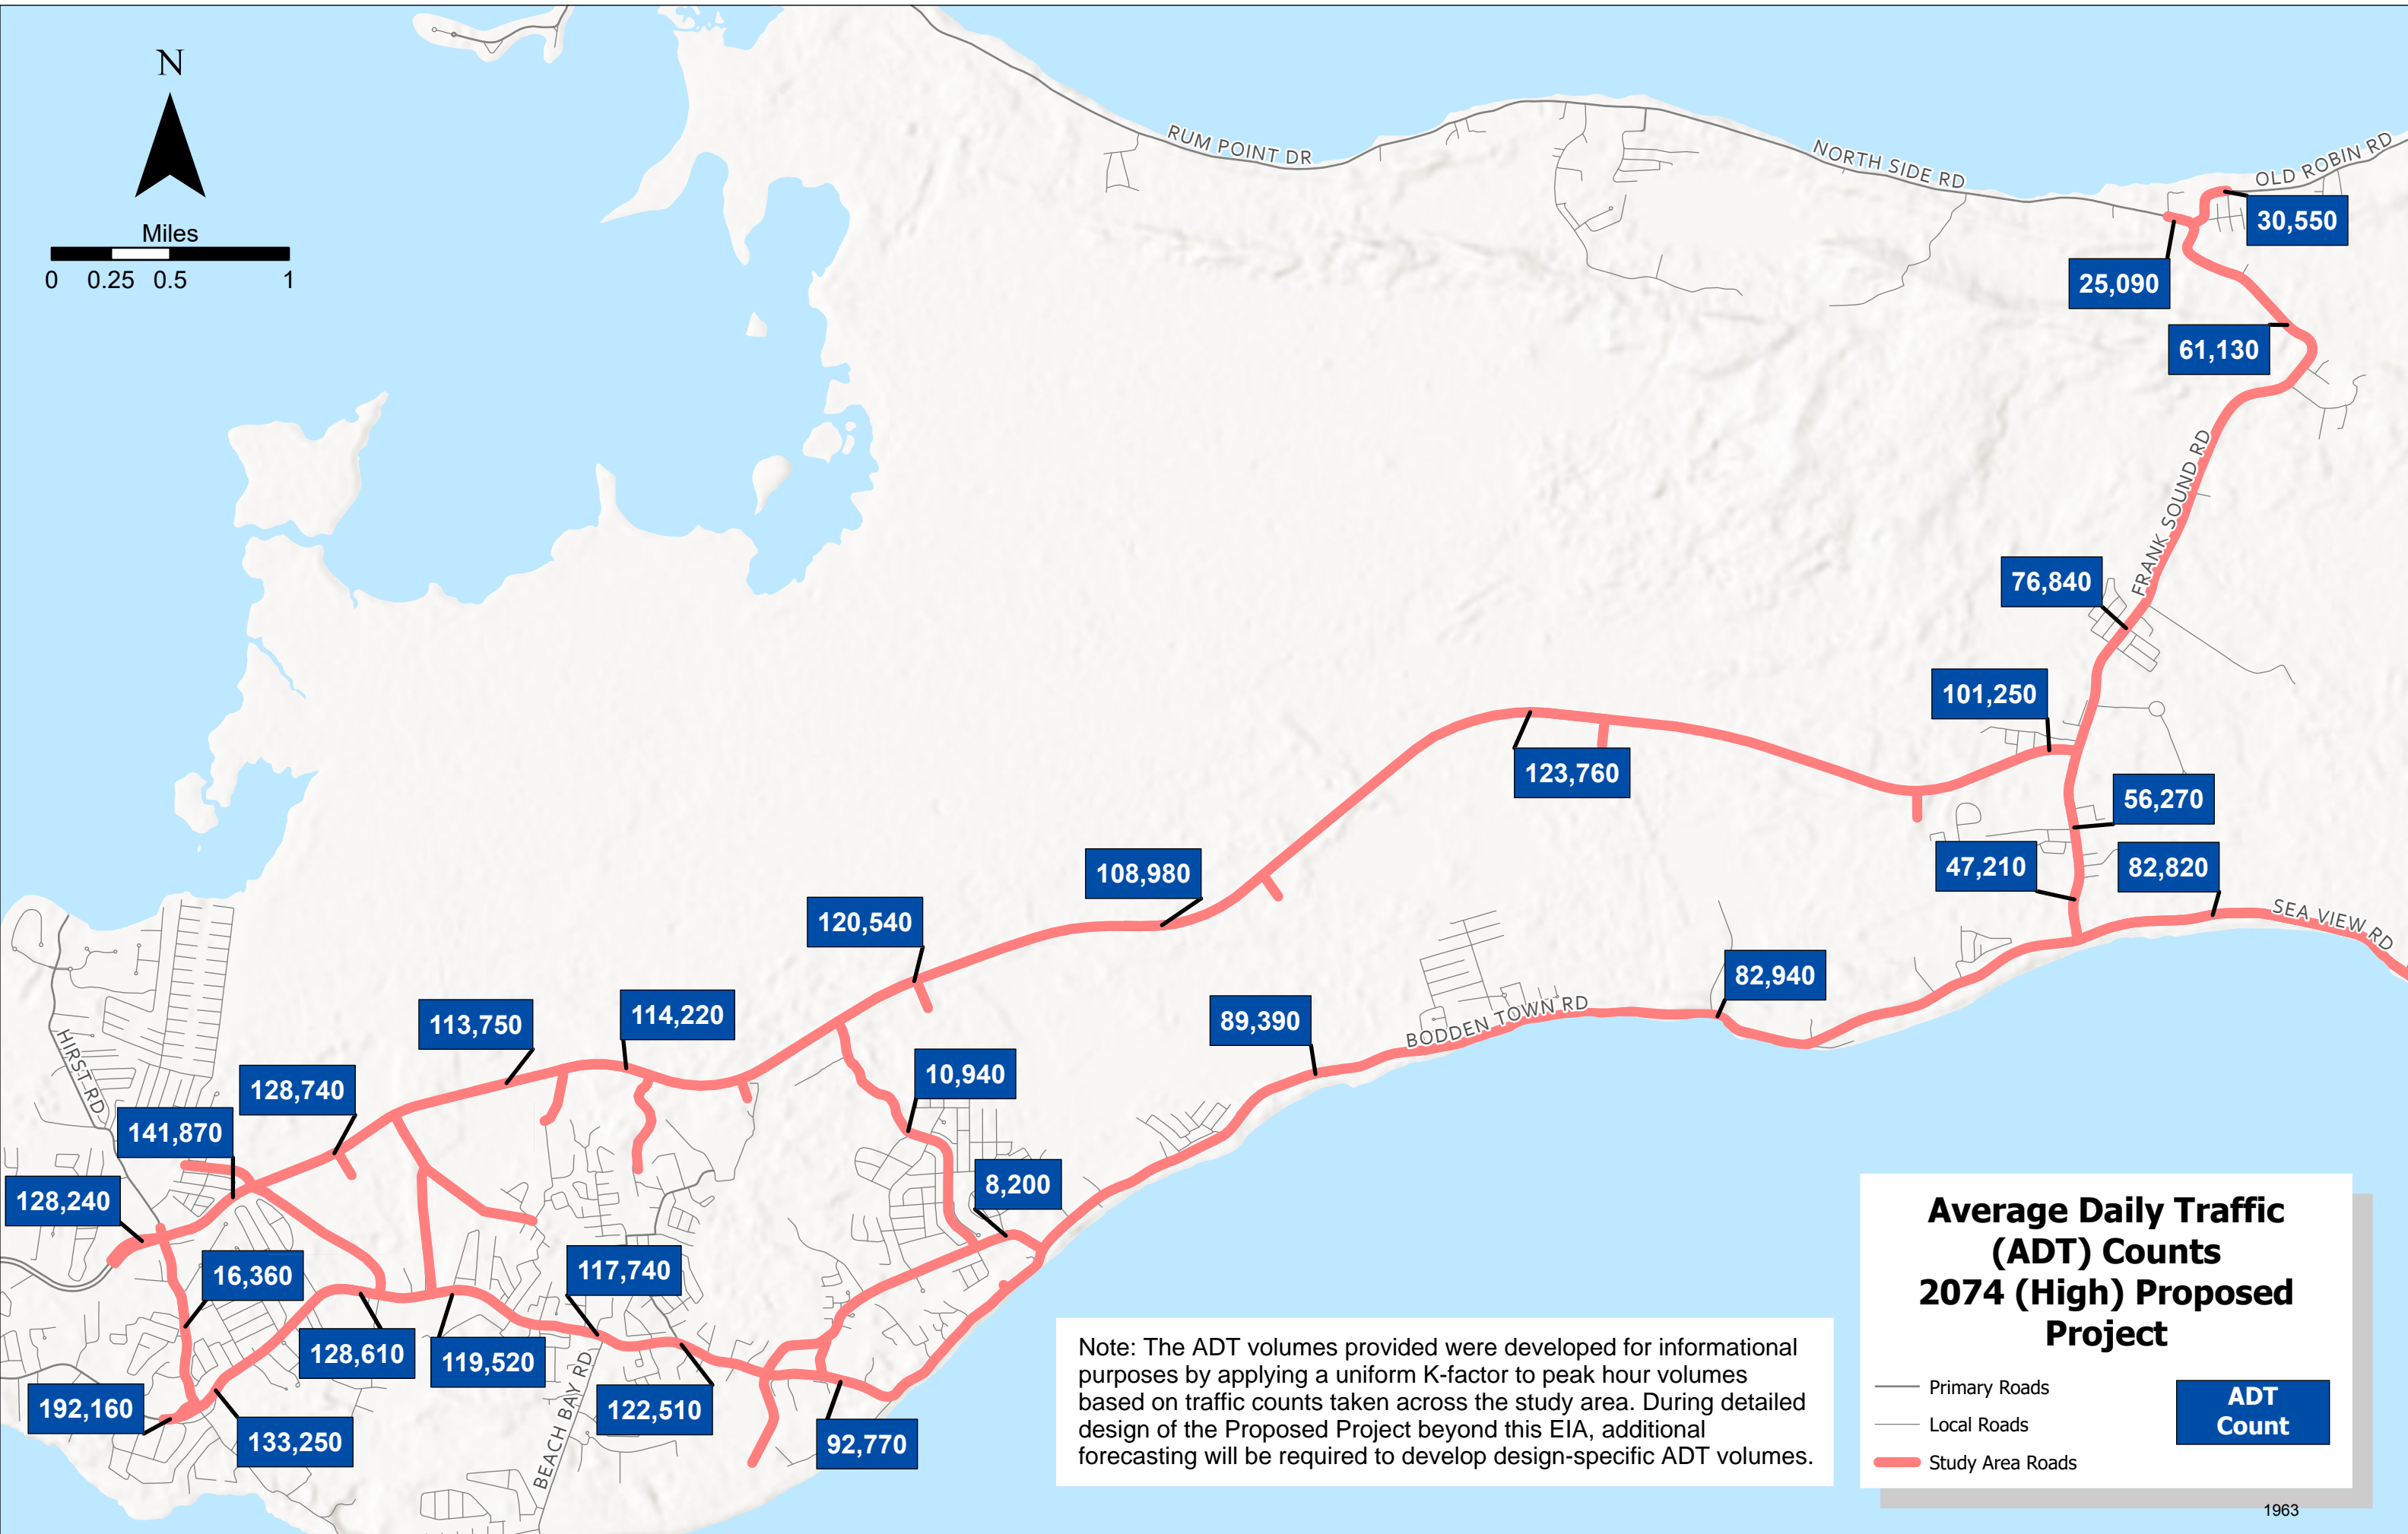 N
Miles
0 0.25 0.5 1
RUM POINT DR
NORTH SIDE RD
OLD ROBIN RD
30,550
25,090
61,130
FRANK SOUND RD
76,840
101,250
123,760
56,270
47,210
82,820
SEA VIEW RD
108,980
120,540
82,940
89,390
BODDEN TOWN RD
113,750
114,220
HIRST RD
128,740
10,940
141,870
8,200
128,240
16,360
117,740
128,610
119,520
BEACH BAY RD
192,160
122,510
133,250
92,770
Note: The ADT volumes provided were developed for informational
purposes by applying a uniform K-factor to peak hour volumes
based on traffic counts taken across the study area. During detailed
design of the Proposed Project beyond this EIA, additional
forecasting will be required to develop design-specific ADT volumes.
Average Daily Traffic
(ADT) Counts
2074 (High) Proposed
Project
Primary Roads
Local Roads
Study Area Roads
ADT
Count
1963